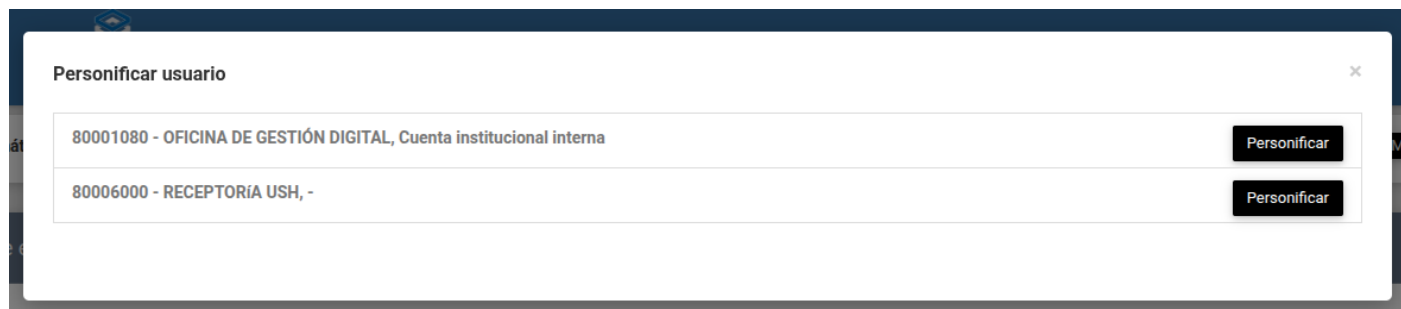 Personificar usuario
×
80001080 - OFICINA DE GESTIÓN DIGITAL, Cuenta institucional interna
Personificar
80006000 - RECEPTORíA USH, -
Personificar